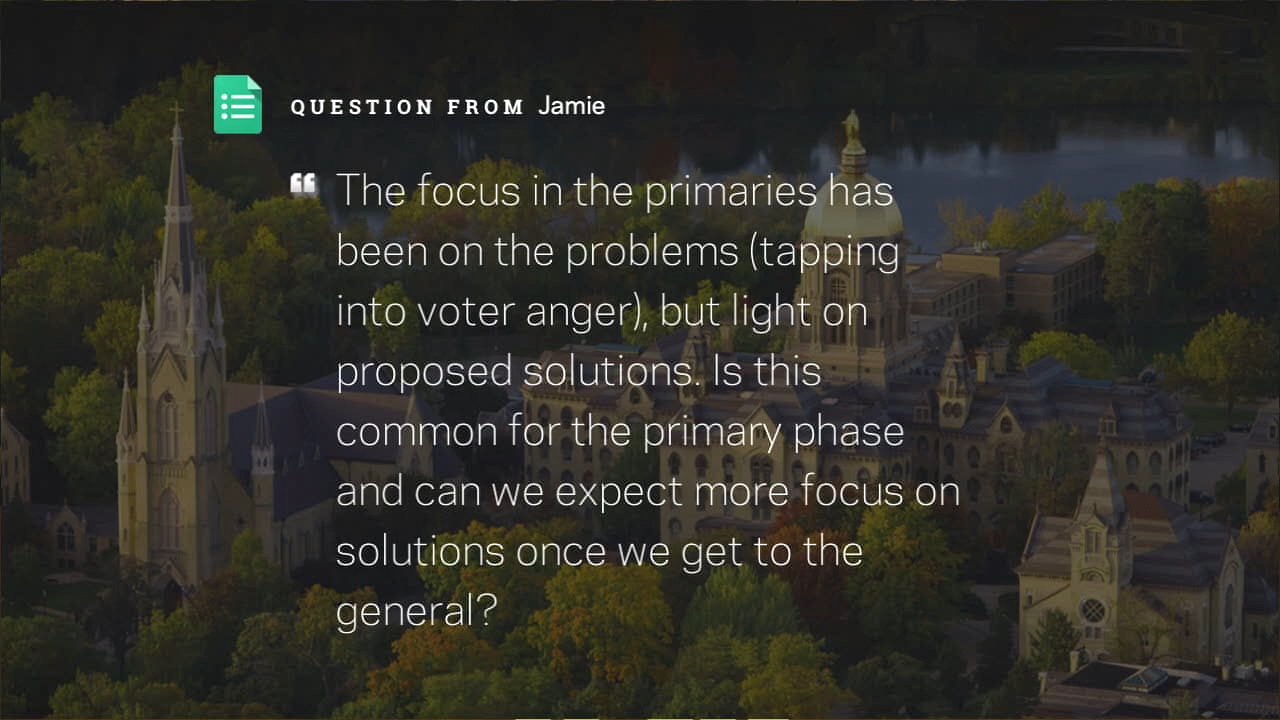 QUESTION FROM Jamie
“ The focus in the primaries has
been on the problems (tapping
into voter anger), but light on
proposed solutions. Is this
common for the primary phase
and can we expect more focus on
solutions once we get to the
general?